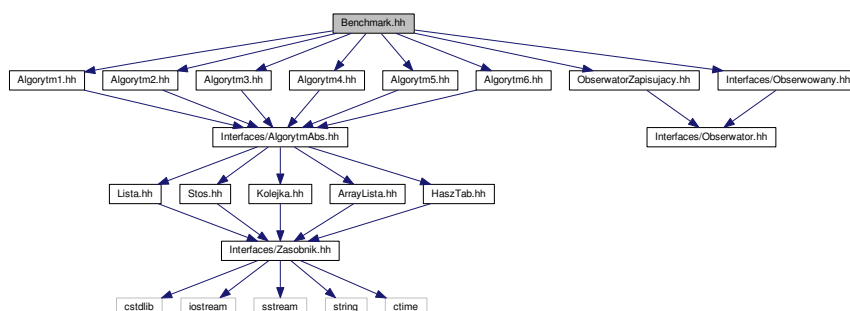 Benchmark.hh
Algorytm1.hh Algorytm2.hh Algorytm3.hh Algorytm4.hh Algorytm5.hh Algorytm6.hh ObserwatorZapisujacy.hh Interfaces/Obserwowany.hh
Interfaces/AlgorytmAbs.hh Interfaces/Obserwator.hh
Lista.hh Stos.hh Kolejka.hh ArrayLista.hh HaszTab.hh
Interfaces/Zasobnik.hh
cstdlib iostream sstream string ctime